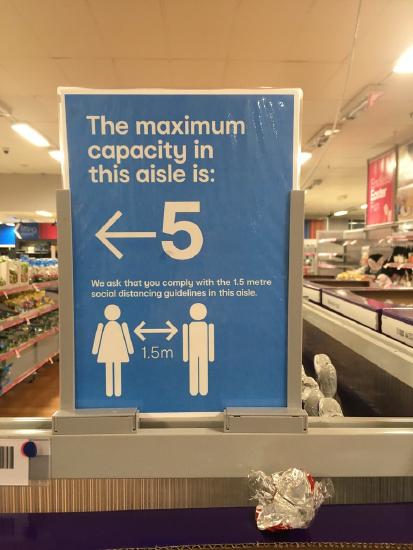 The maximum
capacity in
this aisle is:
←5
We ask that you comply with the 1.5 metre
social distancing guidelines in this aisle.
1.5m